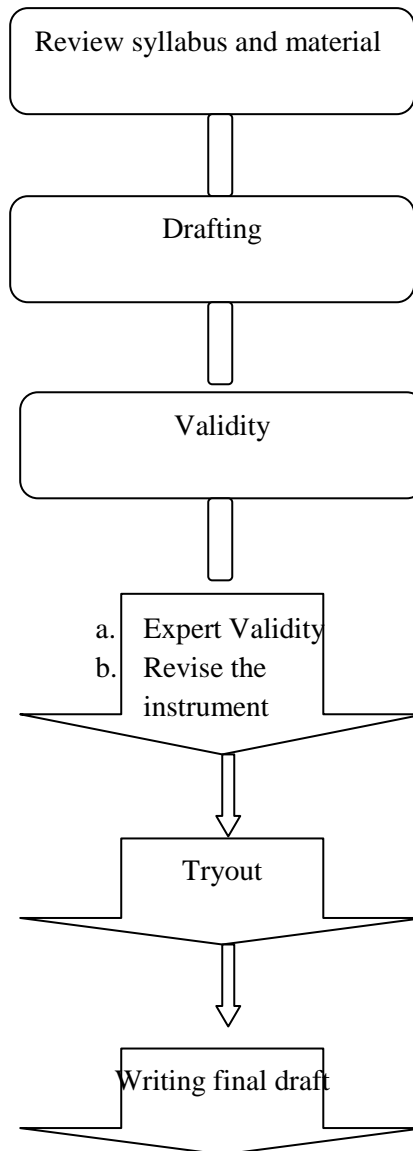 Review syllabus and material
Drafting
Validity
a. Expert Validity
b. Revise the
instrument
Tryout
Writing final draft